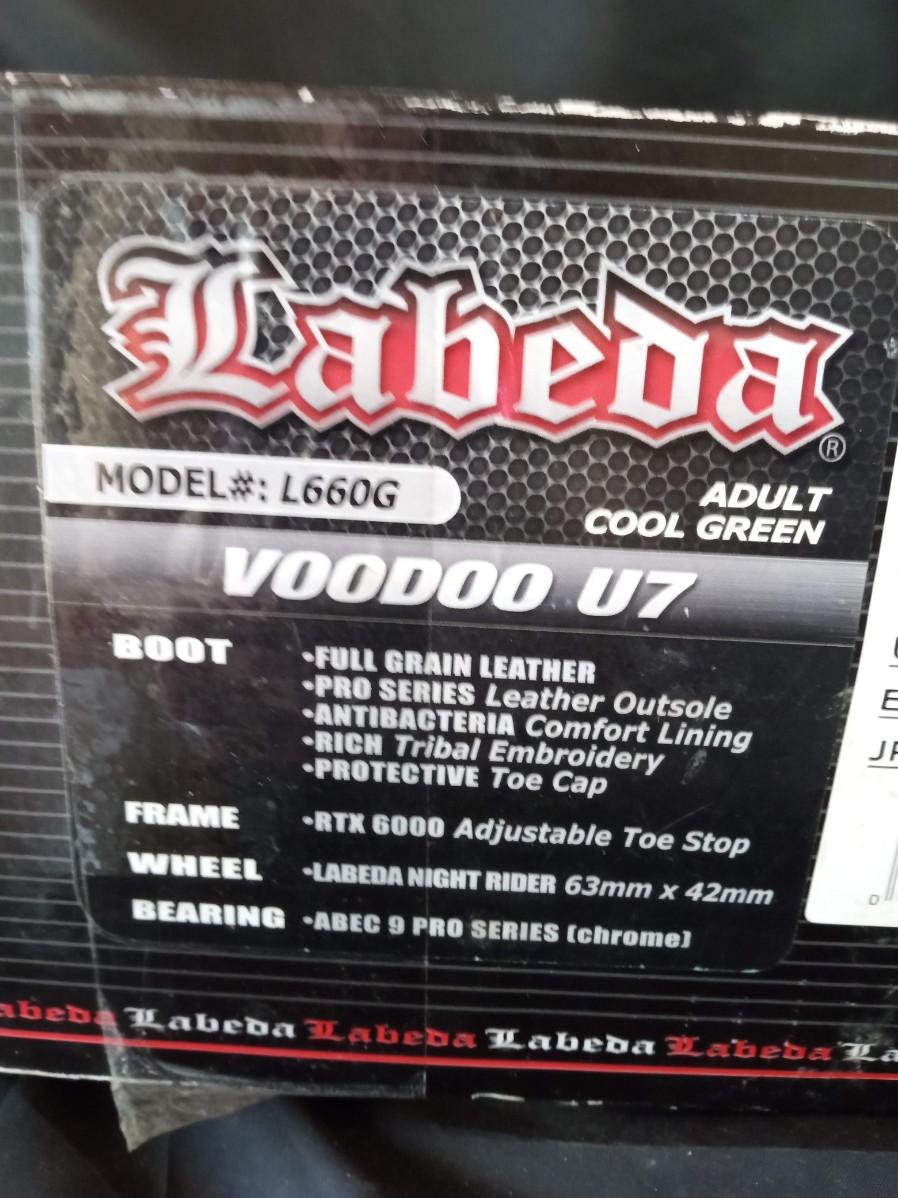 Labeda®
MODEL#: L660G
ADULT
COOL GREEN
VOODOO U7
BOOT
•FULL GRAIN LEATHER
•PRO SERIES Leather Outsole
•ANTIBACTERIA Comfort Lining
•RICH Tribal Embroidery
•PROTECTIVE Toe Cap
FRAME •RTX 6000 Adjustable Toe Stop
WHEEL •LABEDA NIGHT RIDER 63mm x 42mm
BEARING •ABEC 9 PRO SERIES (chrome)
abeda Labeda Labeda Labeda Labeda La